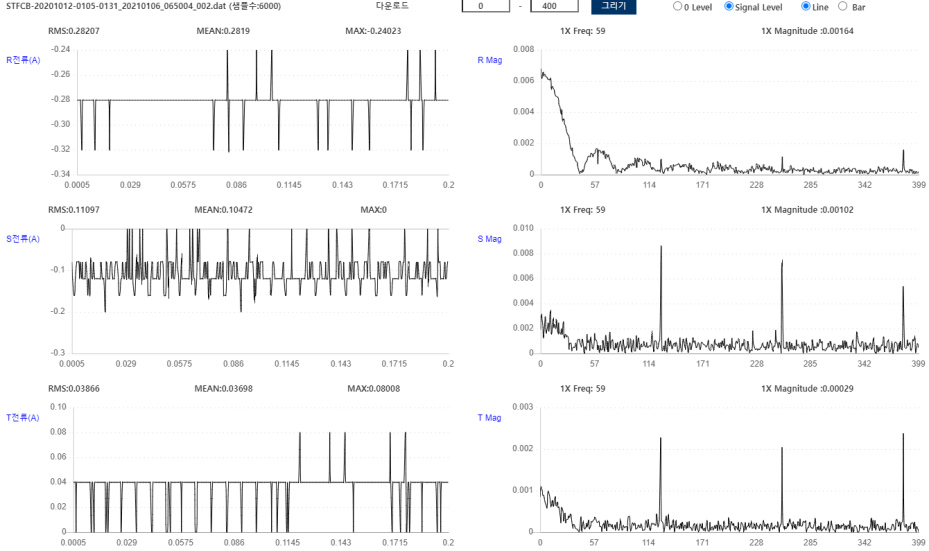 STFCB-20201012-0105-0131_20210106_065004_002.dat (샘플수:6000) 다운로드 0 - 400 그리기 0 Level Signal Level Line Bar
RMS:0.28207 MEAN:0.2819 MAX:-0.24023 1X Freq: 59 1X Magnitude :0.00164
R전류(A) R Mag
-0.24
-0.26
-0.28
-0.30
-0.32
-0.34
0.0005 0.029 0.0575 0.086 0.1145 0.143 0.1715 0.2
0.008
0.006
0.004
0.002
0
0 57 114 171 228 285 342 399
RMS:0.11097 MEAN:0.10472 MAX:0 1X Freq: 59 1X Magnitude :0.00102
S전류(A) S Mag
0
-0.1
-0.2
-0.3
0.0005 0.029 0.0575 0.086 0.1145 0.143 0.1715 0.2
0.010
0.008
0.006
0.004
0.002
0
0 57 114 171 228 285 342 399
RMS:0.03866 MEAN:0.03698 MAX:0.08008 1X Freq: 59 1X Magnitude :0.00029
T전류(A) T Mag
0.10
0.08
0.06
0.04
0.02
0
0.0005 0.029 0.0575 0.086 0.1145 0.143 0.1715 0.2
0.003
0.002
0.001
0
0 57 114 171 228 285 342 399